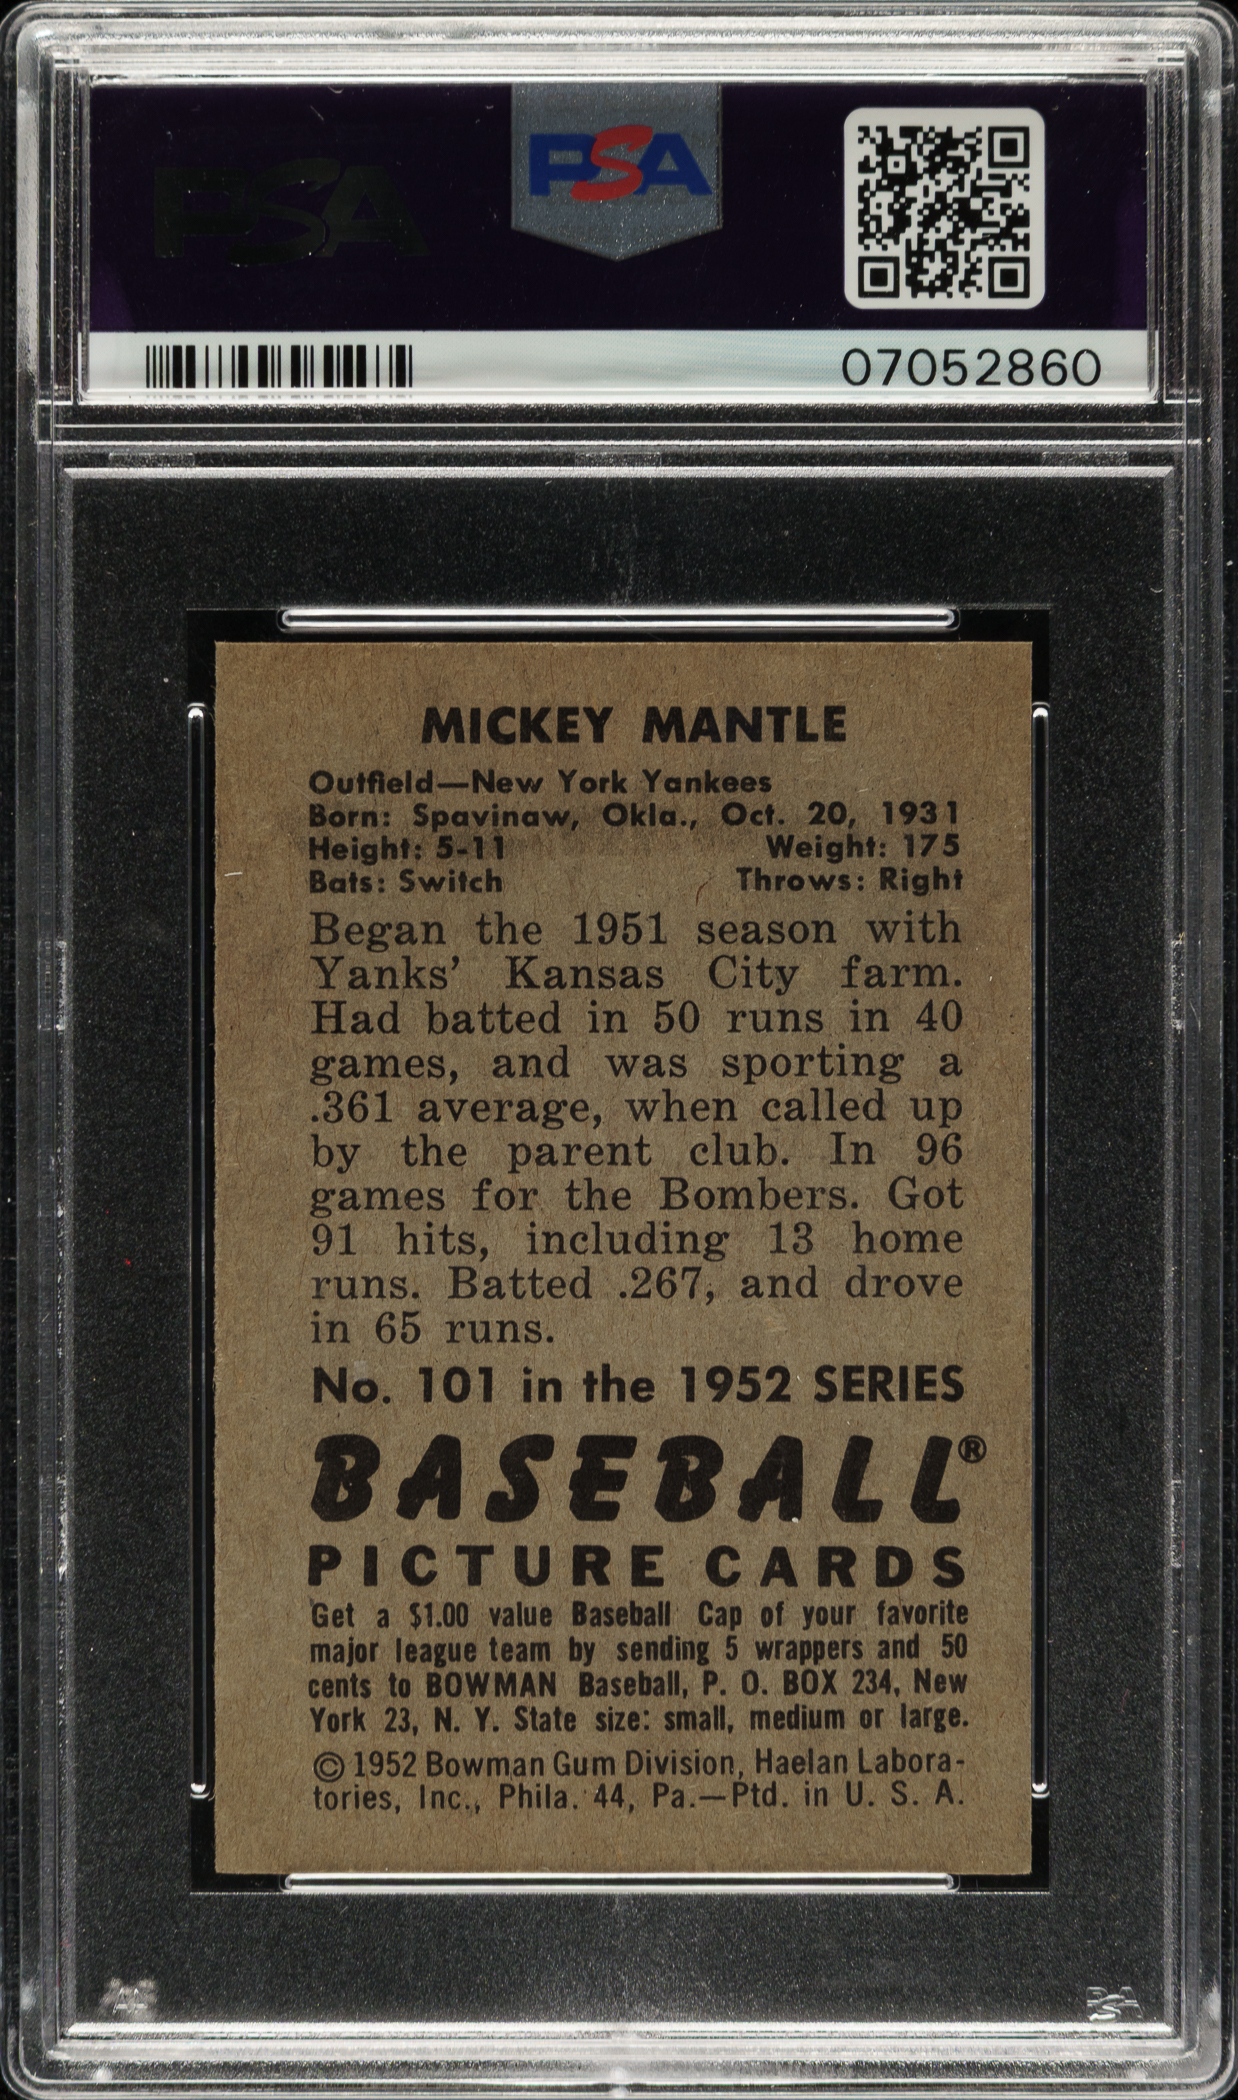 PSA
PSA
07052860
MICKEY MANTLE
Outfield—New York Yankees
Born: Spavinaw, Okla., Oct. 20, 1931
Height: 5-11 Weight: 175
Bats: Switch Throws: Right
Began the 1951 season with
Yanks' Kansas City farm.
Had batted in 50 runs in 40
games, and was sporting a
.361 average, when called up
by the parent club. In 96
games for the Bombers. Got
91 hits, including 13 home
runs. Batted .267, and drove
in 65 runs.
No. 101 in the 1952 SERIES
BASEBALL®
PICTURE CARDS
Get a $1.00 value Baseball Cap of your favorite
major league team by sending 5 wrappers and 50
cents to BOWMAN Baseball, P. O. BOX 234, New
York 23, N. Y. State size: small, medium or large.
© 1952 Bowman Gum Division, Haelan Labora-
tories, Inc., Phila. 44, Pa.—Ptd. in U. S. A.
PSA